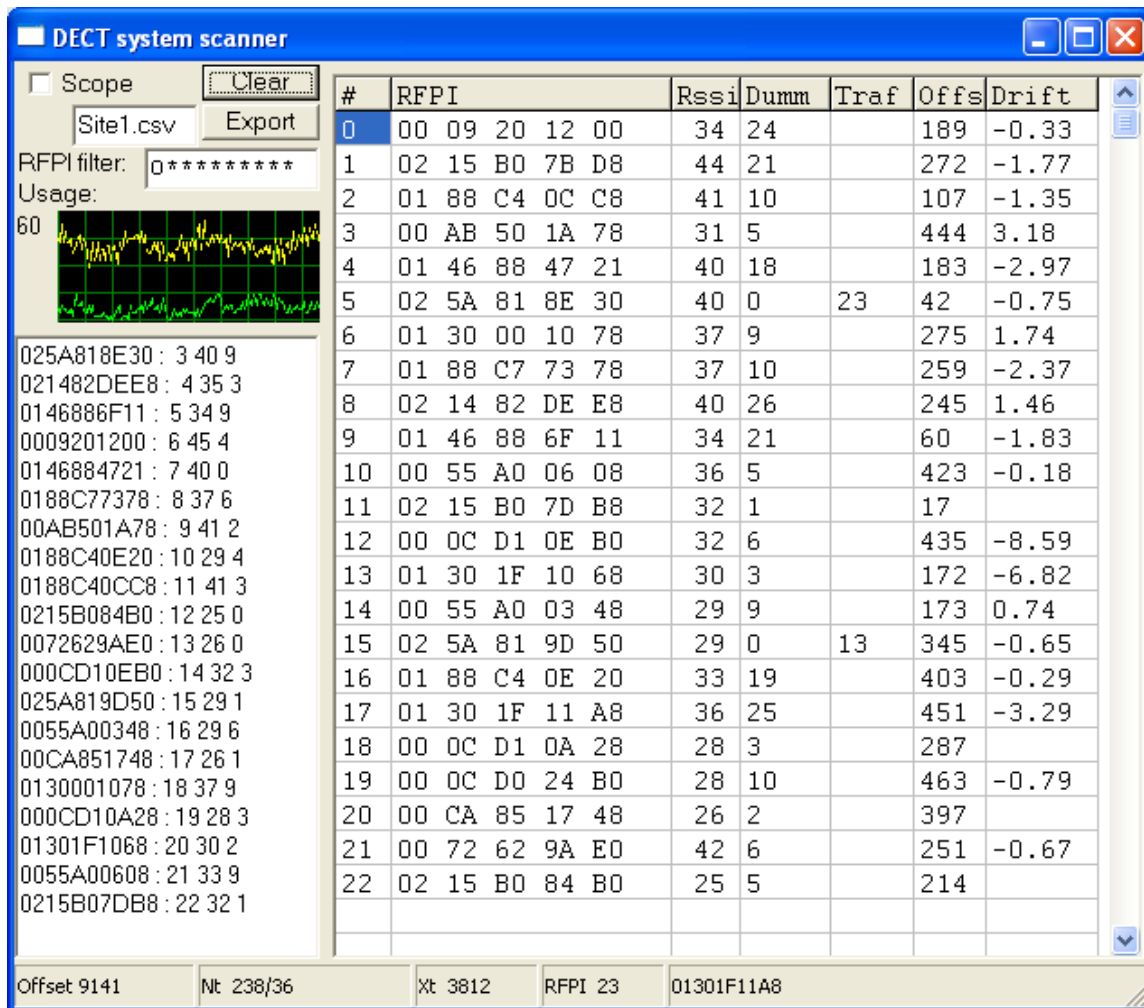 DECT system scanner
Scope Clear
Site1.csv Export
RFPI filter: 0*********
Usage:
60
025A818E30 : 3 40 9
021482DEE8 : 4 35 3
0146886F11 : 5 34 9
0009201200 : 6 45 4
0146884721 : 7 40 0
0188C77378 : 8 37 6
00AB501A78 : 9 41 2
0188C40E20 : 10 29 4
0188C40CC8 : 11 41 3
0215B084B0 : 12 25 0
0072629AE0 : 13 26 0
000CD10EB0 : 14 32 3
025A819D50 : 15 29 1
0055A00348 : 16 29 6
00CA851748 : 17 26 1
0130001078 : 18 37 9
000CD10A28 : 19 28 3
01301F1068 : 20 30 2
0055A00608 : 21 33 9
0215B07DB8 : 22 32 1
# RFPI Rssi Dumm Traf Offs Drift
0 00 09 20 12 00 34 24 189 -0.33
1 02 15 B0 7B D8 44 21 272 -1.77
2 01 88 C4 0C C8 41 10 107 -1.35
3 00 AB 50 1A 78 31 5 444 3.18
4 01 46 88 47 21 40 18 183 -2.97
5 02 5A 81 8E 30 40 0 23 42 -0.75
6 01 30 00 10 78 37 9 275 1.74
7 01 88 C7 73 78 37 10 259 -2.37
8 02 14 82 DE E8 40 26 245 1.46
9 01 46 88 6F 11 34 21 60 -1.83
10 00 55 A0 06 08 36 5 423 -0.18
11 02 15 B0 7D B8 32 1 17
12 00 0C D1 0E B0 32 6 435 -8.59
13 01 30 1F 10 68 30 3 172 -6.82
14 00 55 A0 03 48 29 9 173 0.74
15 02 5A 81 9D 50 29 0 13 345 -0.65
16 01 88 C4 0E 20 33 19 403 -0.29
17 01 30 1F 11 A8 36 25 451 -3.29
18 00 0C D1 0A 28 28 3 287
19 00 0C D0 24 B0 28 10 463 -0.79
20 00 CA 85 17 48 26 2 397
21 00 72 62 9A E0 42 6 251 -0.67
22 02 15 B0 84 B0 25 5 214
Offset 9141 Nt 238/36 Xt 3812 RFPI 23 01301F11A8